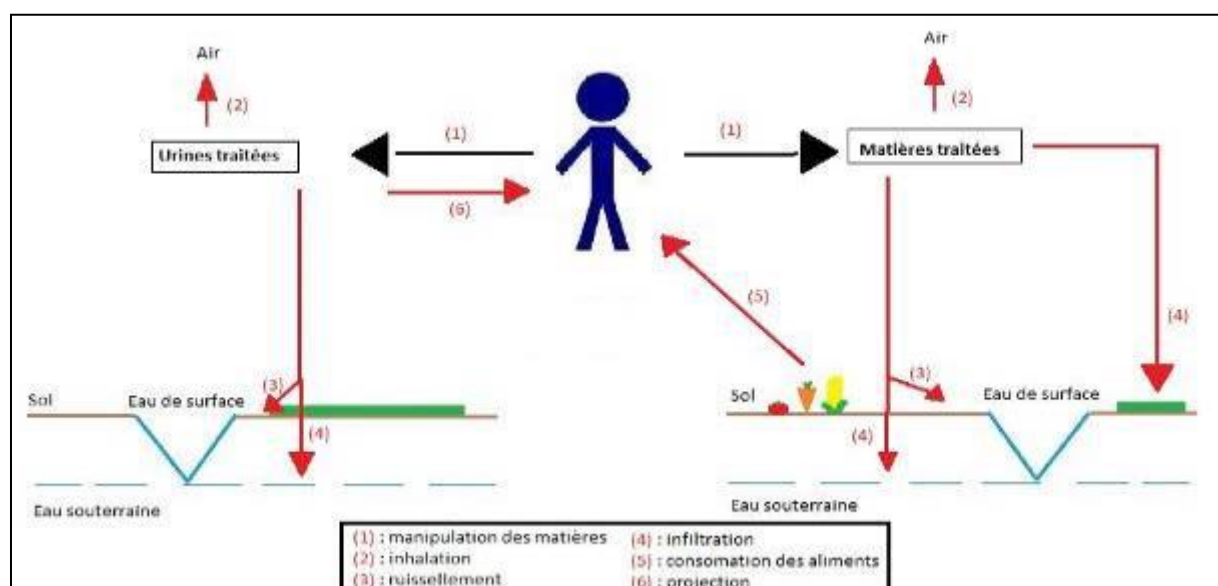 Air
Air
(2)
(2)
(1)
(1)
Urines traitées
Matières traitées
(6)
(5)
(4)
(3)
(3)
Sol
Eau de surface
Sol
Eau de surface
(4)
(4)
Eau souterraine
Eau souterraine
(1) : manipulation des matières
(4) : infiltration
(2) : inhalation
(5) : consomation des aliments
(3) : ruissellement
(6) : projection